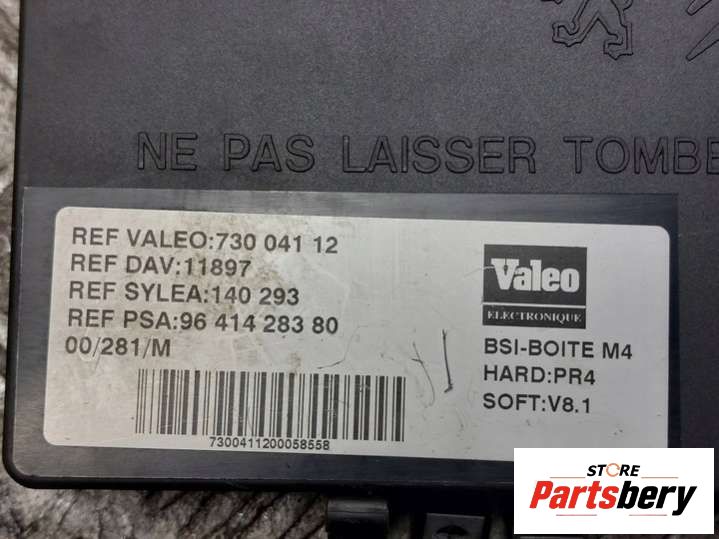 NE PAS LAISSER TOMBE
REF VALEO:730 041 12
REF DAV:11897
REF SYLEA:140 293
REF PSA:96 414 283 80
00/281/M
7300411200058558
Valeo
ELECTRONIQUE
BSI-BOITE M4
HARD:PR4
SOFT:V8.1
STORE
Partsbery